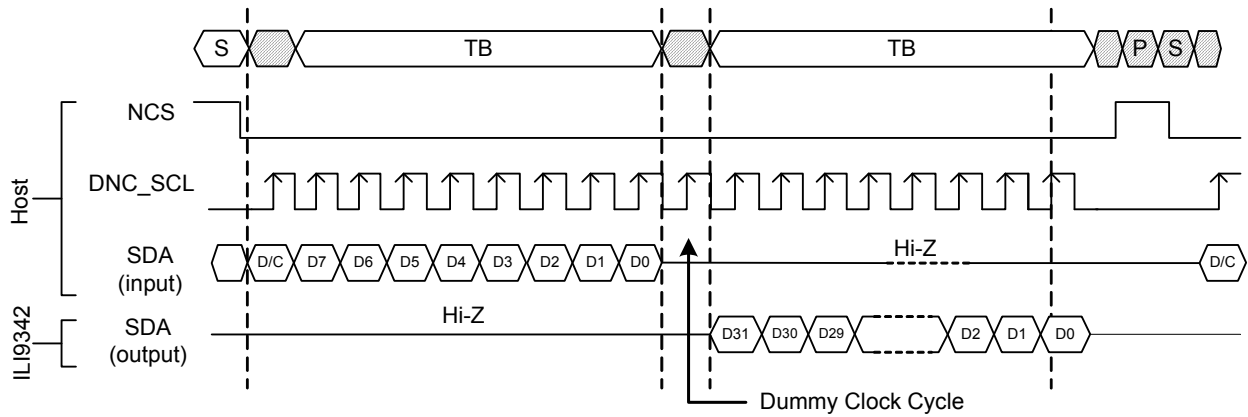 S TB TB P S
NCS
DNC_SCL
Host
SDA
(input)
D/C D7 D6 D5 D4 D3 D2 D1 D0 Hi-Z D/C
ILI9342
SDA
(output)
Hi-Z D31 D30 D29 D2 D1 D0
Dummy Clock Cycle